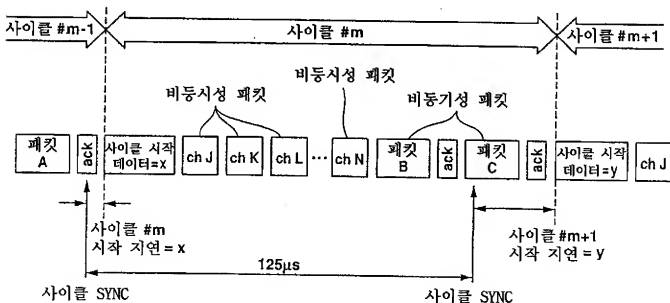 사이클 #m-1
사이클 #m
사이클 #m+1
비등시성 패킷
비등시성 패킷
비동기성 패킷
패킷
A
ack
사이클 시작
데이터=x
ch J
ch K
ch L
...
ch N
패킷
B
ack
패킷
C
ack
사이클 시작
데이터=y
ch J
사이클 #m
시작 지연=x
사이클 #m+1
시작 지연=y
125μs
사이클 SYNC
사이클 SYNC